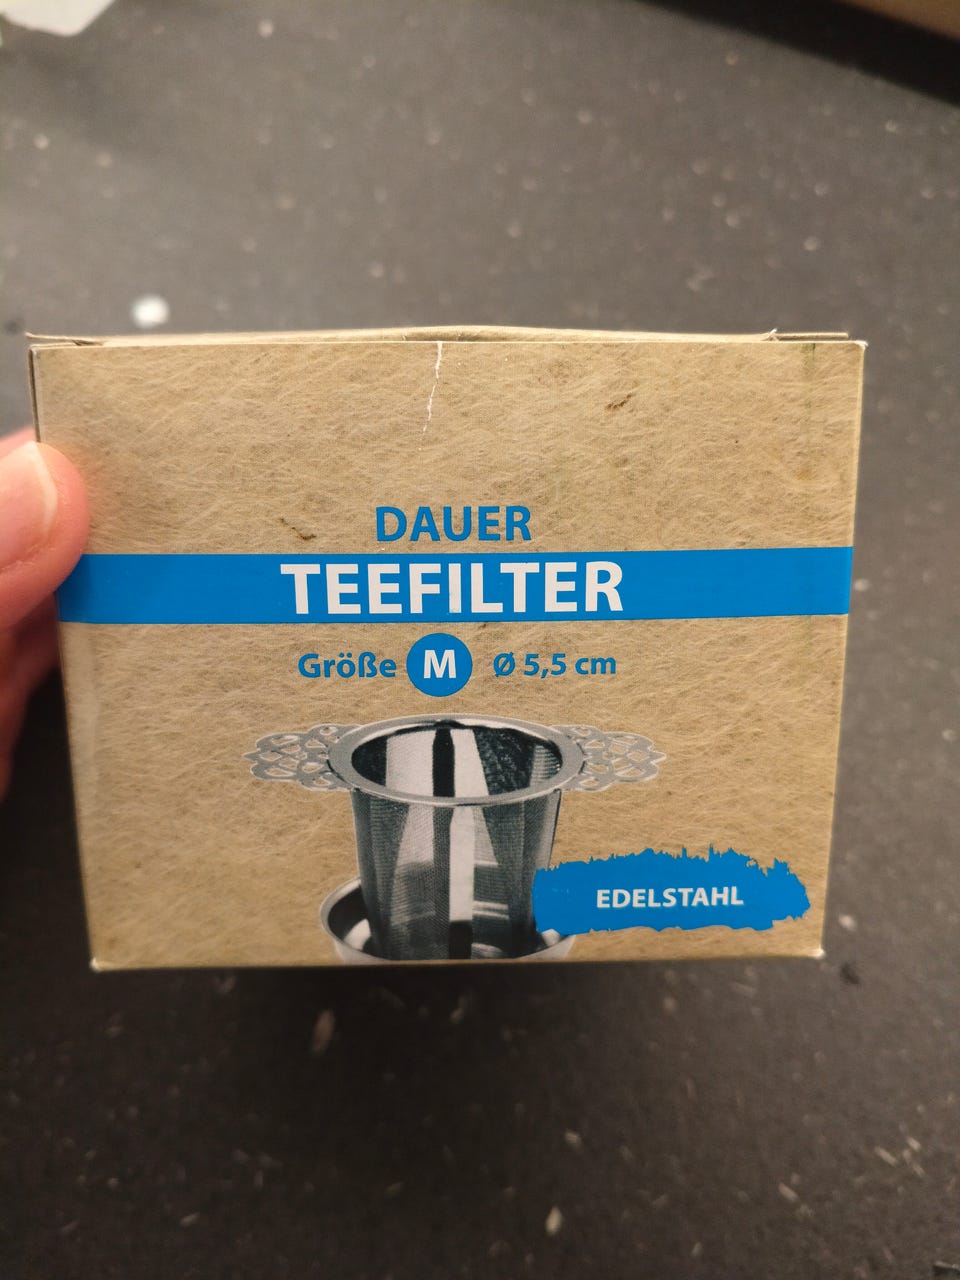 DAUER
TEEFILTER
Größe M Ø 5,5 cm
EDELSTAHL